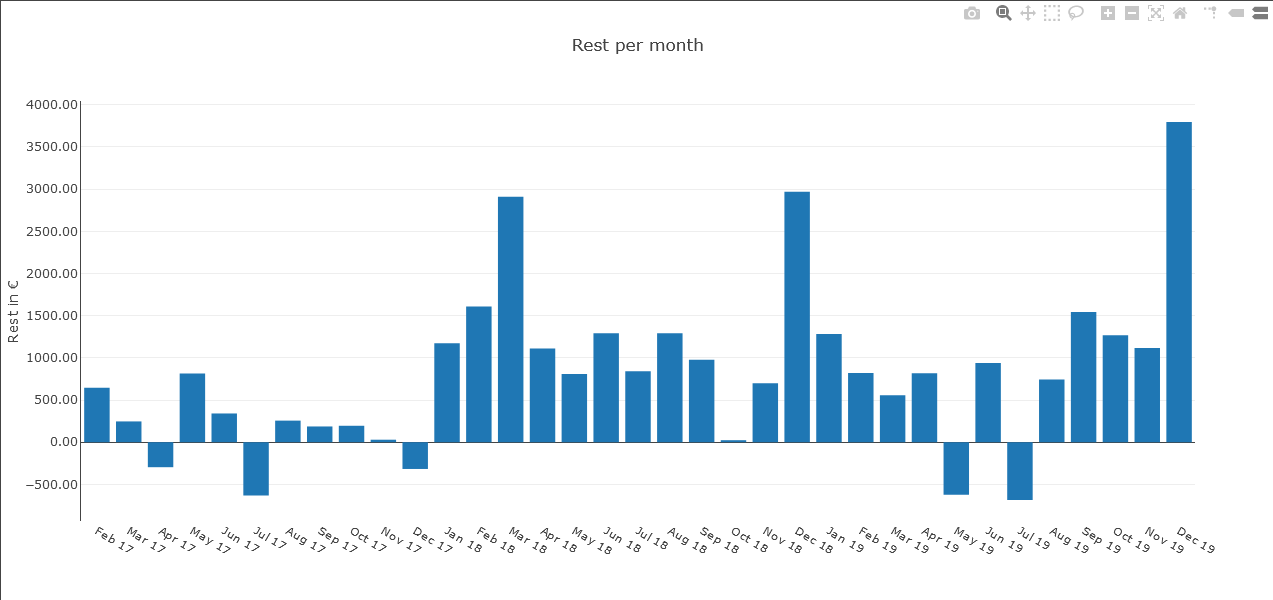 Rest per month
4000.00
3500.00
3000.00
2500.00
2000.00
1500.00
1000.00
500.00
0.00
−500.00
Rest in €
Feb 17
Mar 17
Apr 17
May 17
Jun 17
Jul 17
Aug 17
Sep 17
Oct 17
Nov 17
Dec 17
Jan 18
Feb 18
Mar 18
Apr 18
May 18
Jun 18
Jul 18
Aug 18
Sep 18
Oct 18
Nov 18
Dec 18
Jan 19
Feb 19
Mar 19
Apr 19
May 19
Jun 19
Jul 19
Aug 19
Sep 19
Oct 19
Nov 19
Dec 19